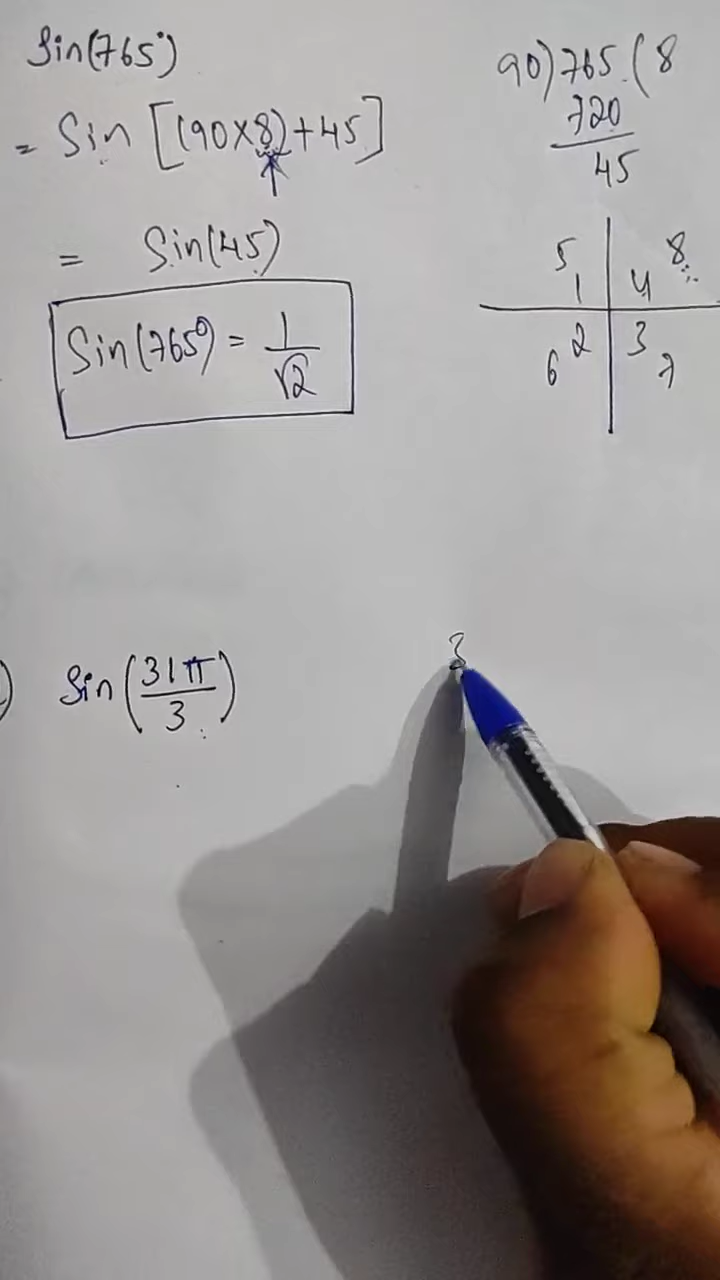 Sin(765°)
= Sin [(90×8)+45]
= Sin(45)
Sin(765°) = 1/√2
90)765(8
720
45
5 8
1 4
2 3
6 7
) Sin(31π/3)
3